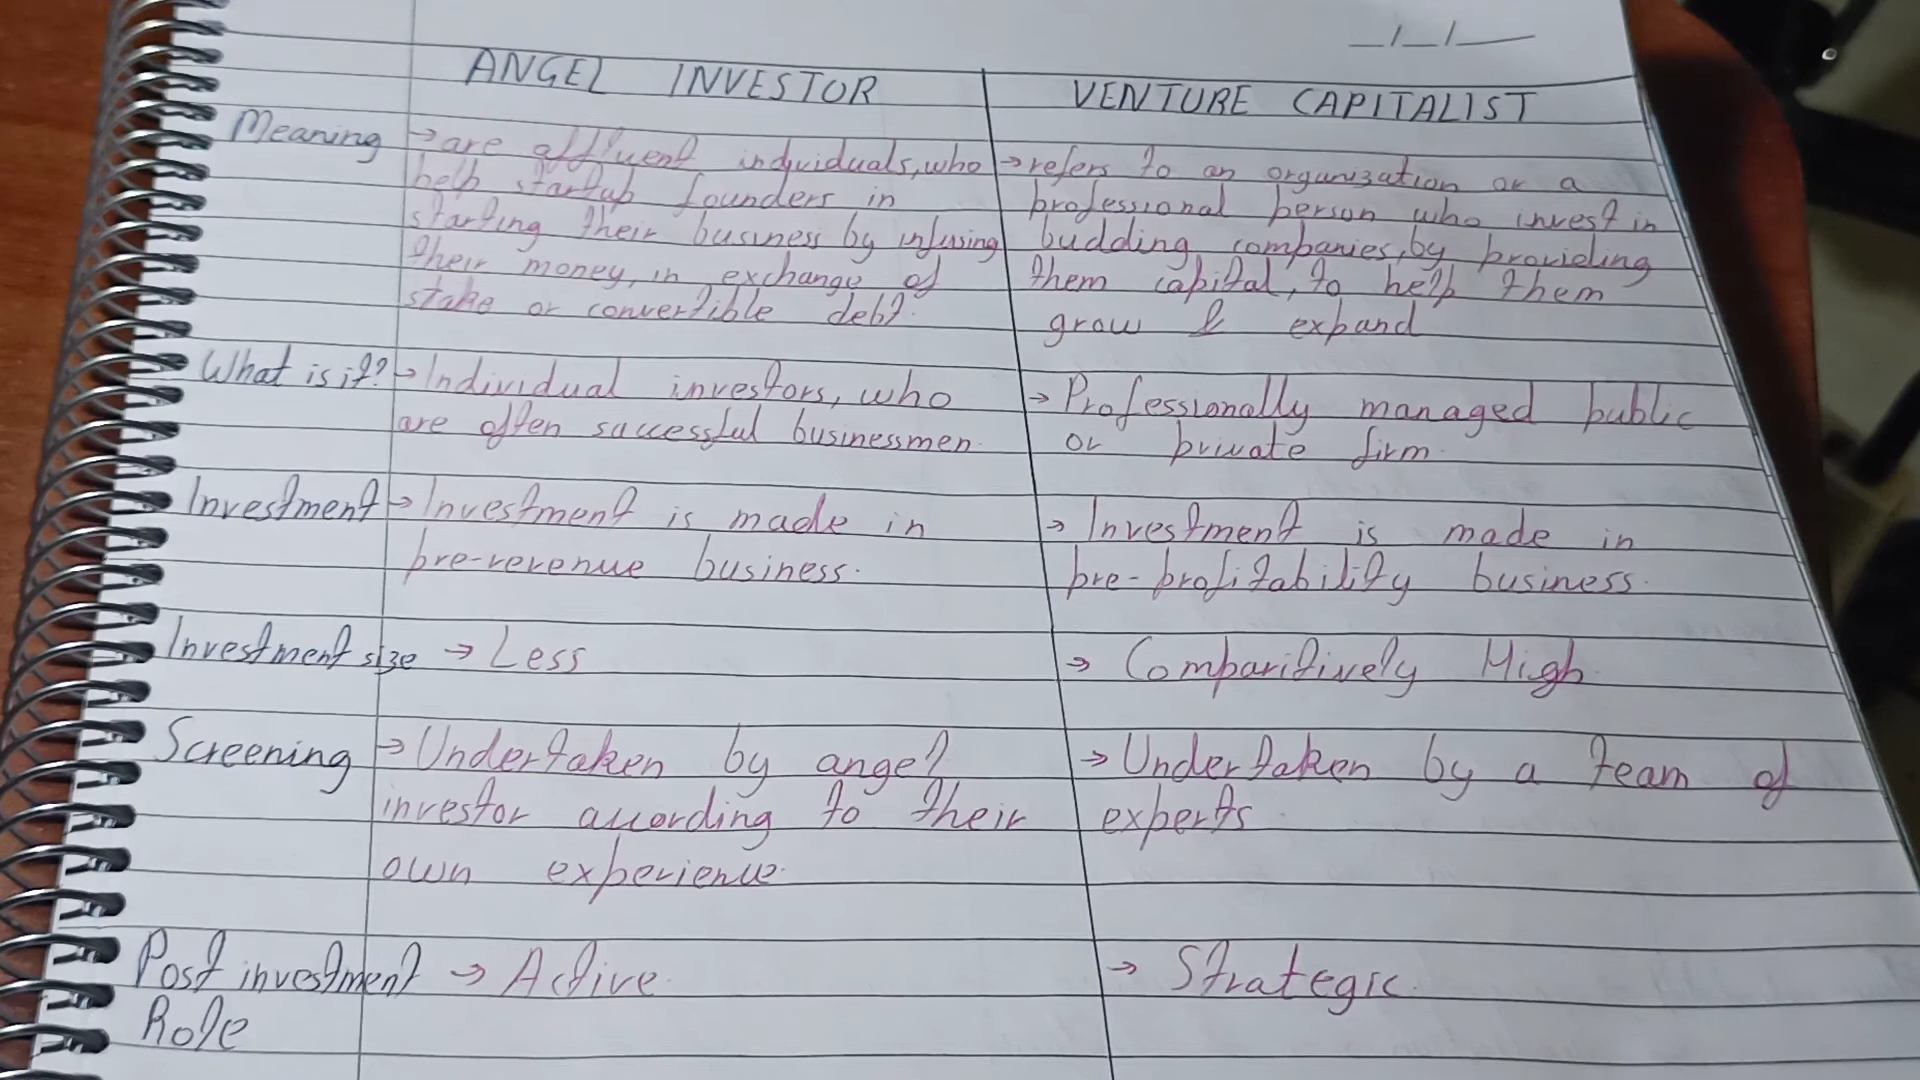 ANGEL INVESTOR VENTURE CAPITALIST
Meaning → are affluent individuals, who → refers to an organization or a
help startup founders in professional person who invest in
starting their business by infusing budding companies, by providing
their money, in exchange of them capital, to help them
stake or convertible debt. grow & expand
What is it? → Individual investors, who → Professionally managed public
are often successful businessmen. or private firm.
Investment → Investment is made in → Investment is made in
pre-revenue business. pre-profitability business.
Investment size → Less → Comparitively High.
Screening → Undertaken by angel → Undertaken by a team of
investor according to their experts.
own experience.
Post investment → Active. → Strategic.
Role